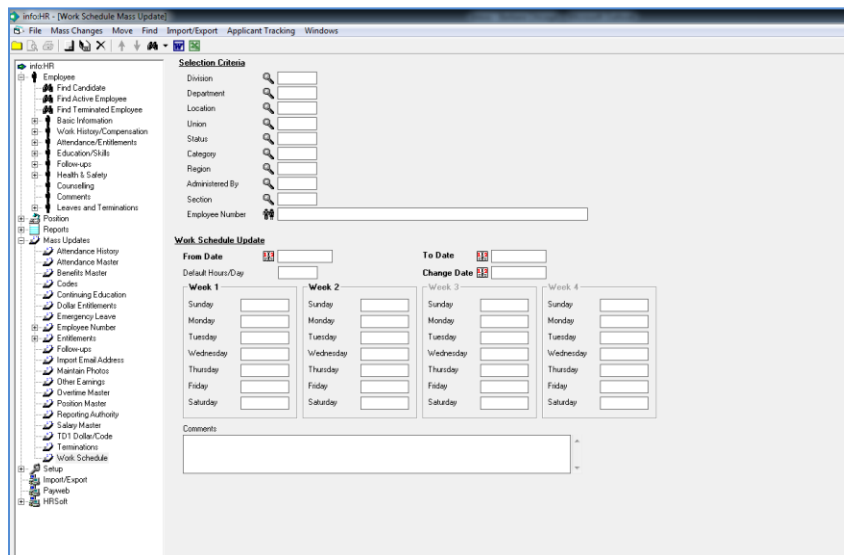 info:HR - [Work Schedule Mass Update]
File Mass Changes Move Find Import/Export Applicant Tracking Windows
info:HR
Employee
Find Candidate
Find Active Employee
Find Terminated Employee
Basic Information
Work History/Compensation
Attendance/Entitlements
Education/Skills
Follow-ups
Health & Safety
Counselling
Comments
Leaves and Terminations
Position
Reports
Mass Updates
Attendance History
Attendance Master
Benefits Master
Codes
Continuing Education
Dollar Entitlements
Emergency Leave
Employee Number
Entitlements
Follow-ups
Import Email Address
Maintain Photos
Other Earnings
Overtime Master
Position Master
Reporting Authority
Salary Master
TD1 Dollar/Code
Terminations
Work Schedule
Setup
Import/Export
Payweb
HRSoft
Selection Criteria
Division
Department
Location
Union
Status
Category
Region
Administered By
Section
Employee Number
Work Schedule Update
From Date To Date
Default Hours/Day Change Date
Week 1 Week 2 Week 3 Week 4
Sunday Sunday Sunday Sunday
Monday Monday Monday Monday
Tuesday Tuesday Tuesday Tuesday
Wednesday Wednesday Wednesday Wednesday
Thursday Thursday Thursday Thursday
Friday Friday Friday Friday
Saturday Saturday Saturday Saturday
Comments